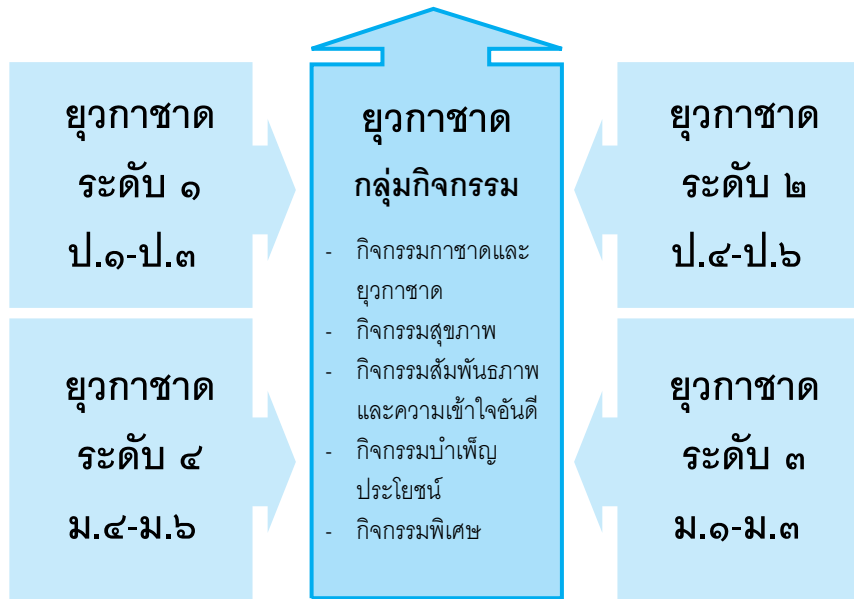 ยุวกาชาด
ระดับ ๑
ป.๑-ป.๓
ยุวกาชาด
กลุ่มกิจกรรม
- กิจกรรมกาชาดและ
ยุวกาชาด
- กิจกรรมสุขภาพ
- กิจกรรมสัมพันธภาพ
และความเข้าใจอันดี
- กิจกรรมบำเพ็ญ
ประโยชน์
- กิจกรรมพิเศษ
ยุวกาชาด
ระดับ ๒
ป.๔-ป.๖
ยุวกาชาด
ระดับ ๔
ม.๔-ม.๖
ยุวกาชาด
ระดับ ๓
ม.๑-ม.๓